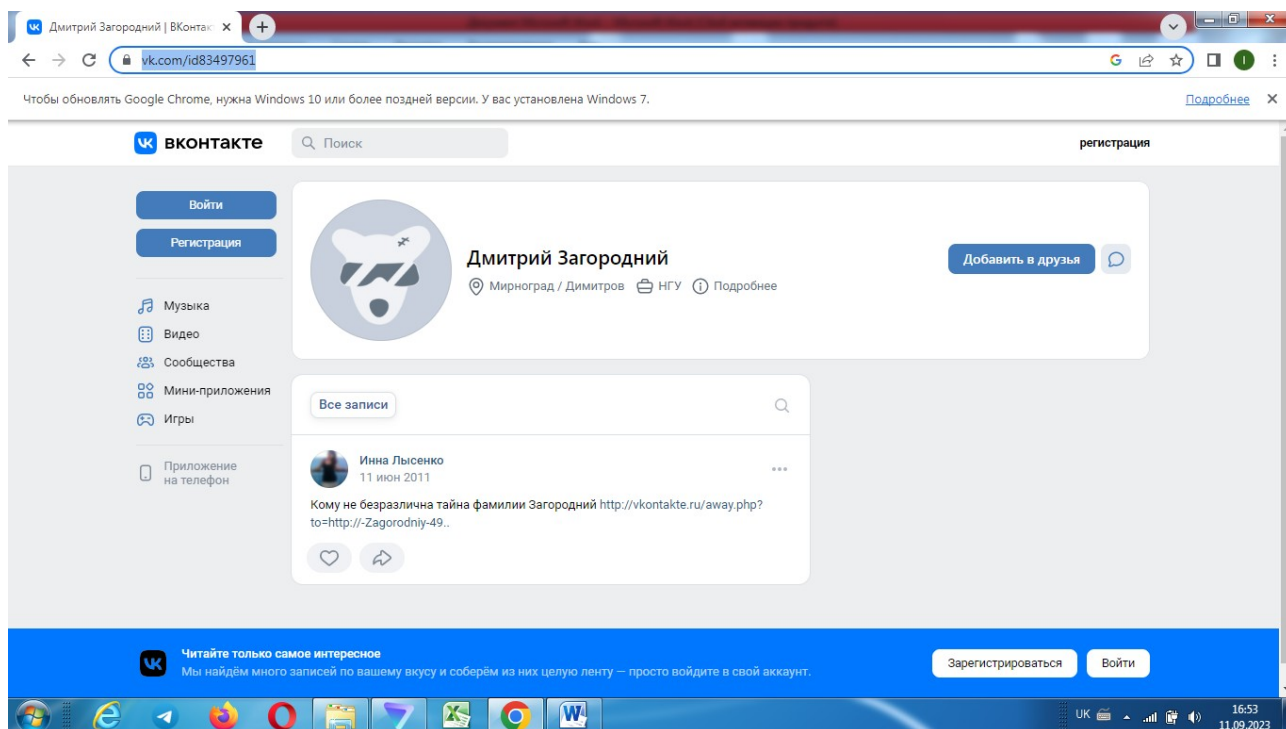 Дмитрий Загородний | ВКонтак
vk.com/id83497961
Чтобы обновлять Google Chrome, нужна Windows 10 или более поздней версии. У вас установлена Windows 7.
Подробнее
вконтакте
Поиск
регистрация
Войти
Регистрация
Музыка
Видео
Сообщества
Мини-приложения
Игры
Приложение
на телефон
Дмитрий Загородний
Мирноград / Димитров НГУ Подробнее
Добавить в друзья
Все записи
Инна Лысенко
11 июн 2011
Кому не безразлична тайна фамилии Загородний http://vkontakte.ru/away.php?
to=http://-Zagorodniy-49..
Читайте только самое интересное
Мы найдём много записей по вашему вкусу и соберём из них целую ленту — просто войдите в свой аккаунт.
Зарегистрироваться
Войти
UK
16:53
11.09.2023